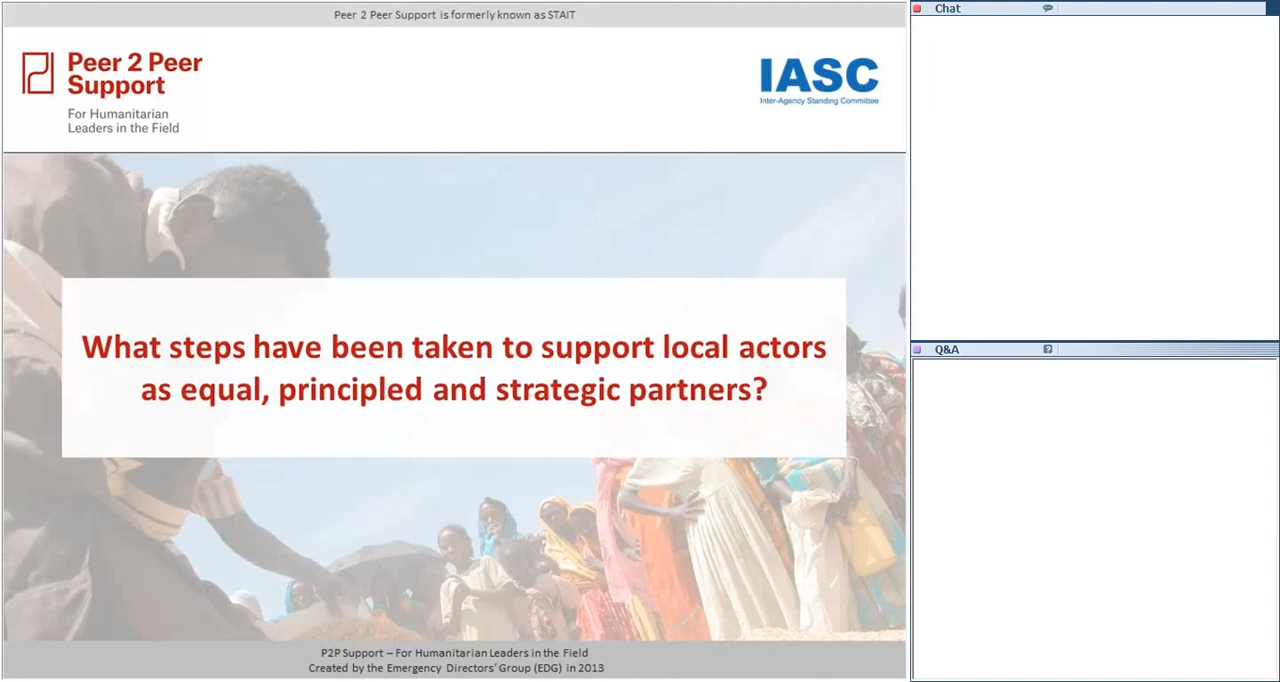 Peer 2 Peer Support is formerly known as STAIT
Peer 2 Peer
Support
For Humanitarian
Leaders in the Field
IASC
Inter-Agency Standing Committee
What steps have been taken to support local actors
as equal, principled and strategic partners?
P2P Support – For Humanitarian Leaders in the Field
Created by the Emergency Directors' Group (EDG) in 2013
Chat
Q&A